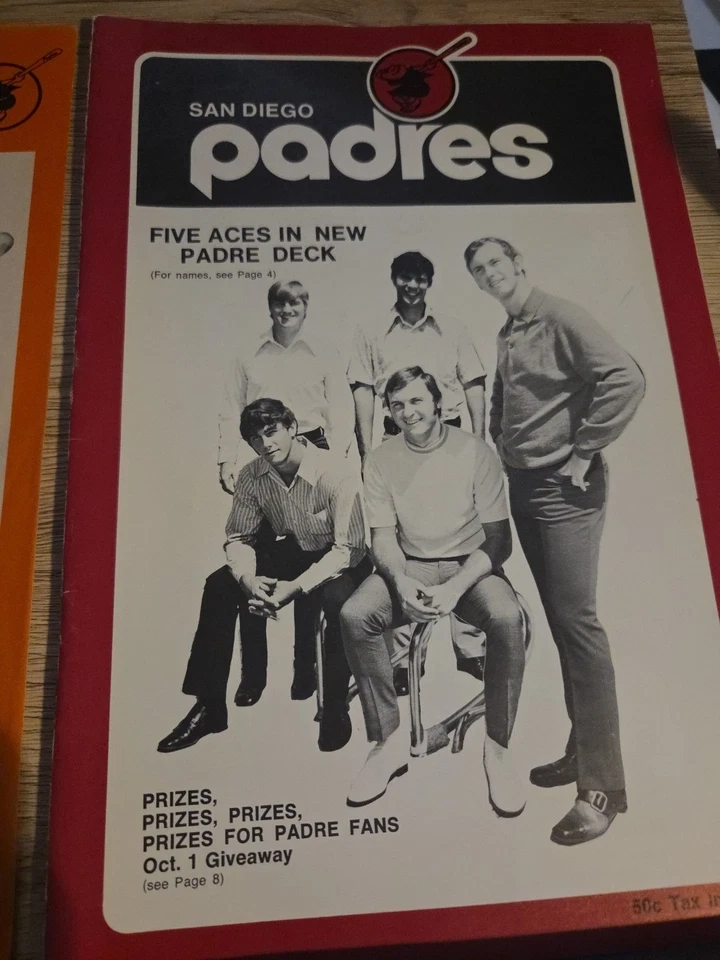 SAN DIEGO
padres
FIVE ACES IN NEW
PADRE DECK
(For names, see Page 4)
PRIZES,
PRIZES, PRIZES,
PRIZES FOR PADRE FANS
Oct. 1 Giveaway
(see Page 8)
50c Tax in